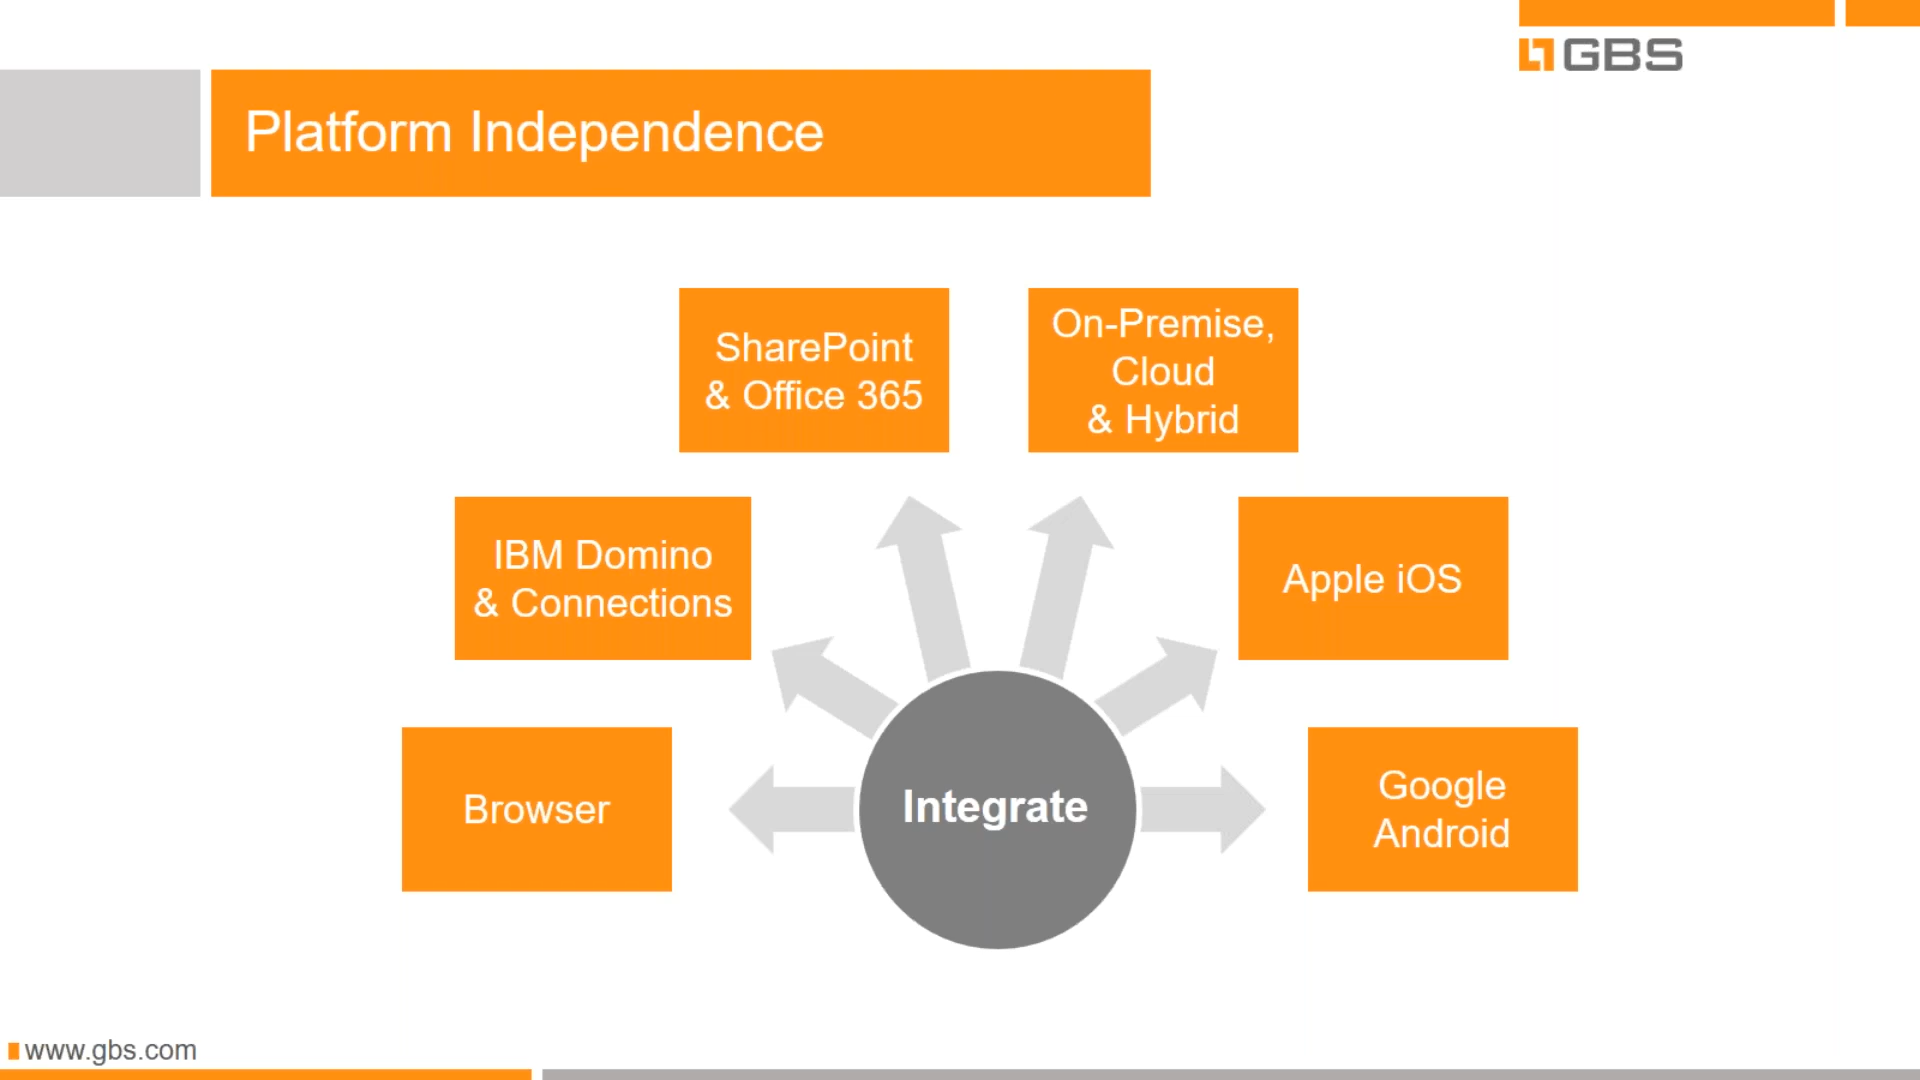 GBS
Platform Independence
SharePoint
& Office 365
On-Premise,
Cloud
& Hybrid
IBM Domino
& Connections
Apple iOS
Browser
Integrate
Google
Android
www.gbs.com